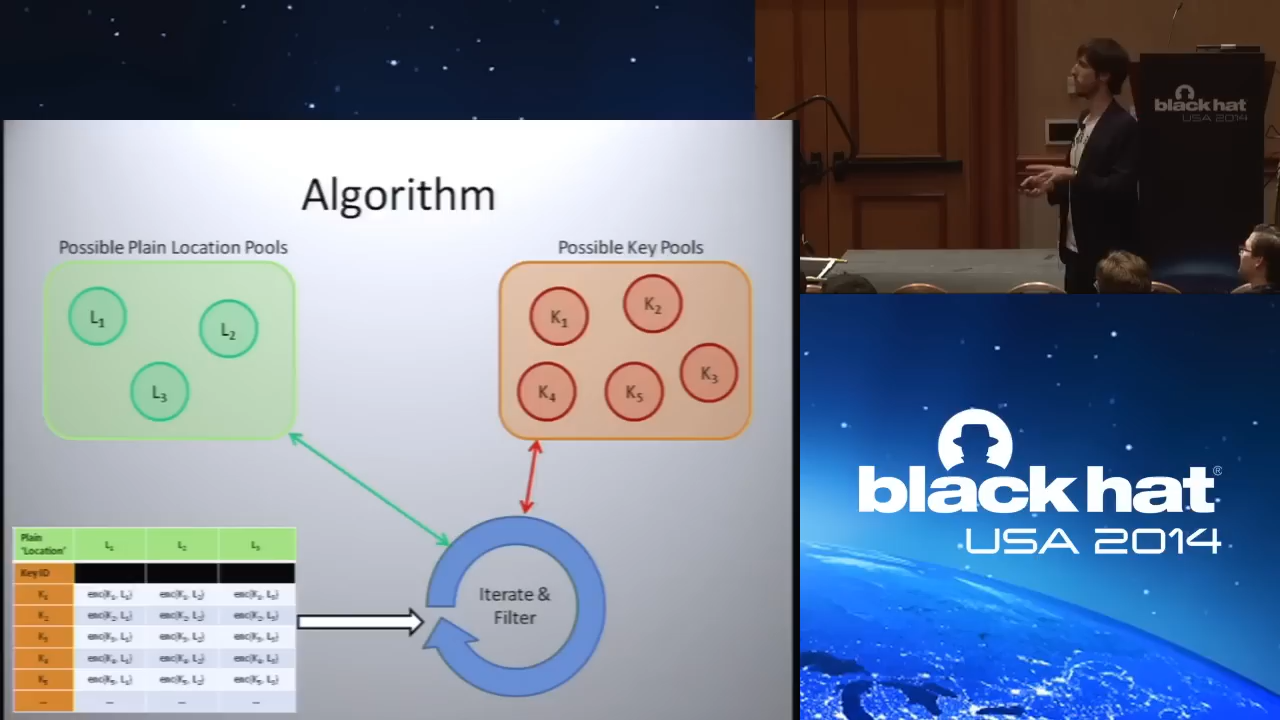 Algorithm
Possible Plain Location Pools
Possible Key Pools
L₁
L₂
L₃
K₁
K₂
K₃
K₄
K₅
Iterate &
Filter
Plain
'Location' L₁ L₂ L₃
Key ID
K₁ enc(K₁, L₁) enc(K₁, L₂) enc(K₁, L₃)
K₂ enc(K₂, L₁) enc(K₂, L₂) enc(K₂, L₃)
K₃ enc(K₃, L₁) enc(K₃, L₂) enc(K₃, L₃)
K₄ enc(K₄, L₁) enc(K₄, L₂) enc(K₄, L₃)
K₅ enc(K₅, L₁) enc(K₅, L₂) enc(K₅, L₃)
... ... ... ...
black hat
USA 2014
black hat®
USA 2014